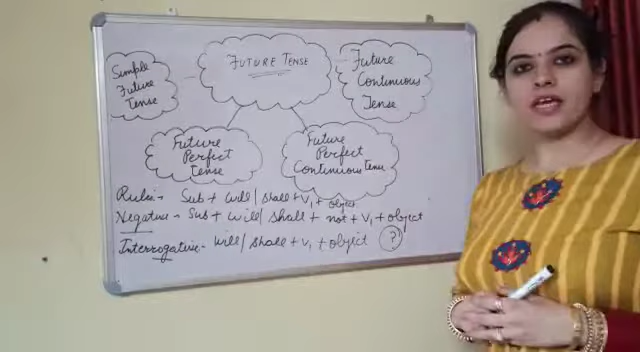 Simple
Future
Tense
FUTURE TENSE
Future
Continuous
Tense
Future
Perfect
Tense
Future
Perfect
Continuous Tense
Rule:- Sub + will/shall + V1 + object
Negative:- Sub + will/shall + not + V1 + object
Interrogative:- Will/shall + V1 + object ?